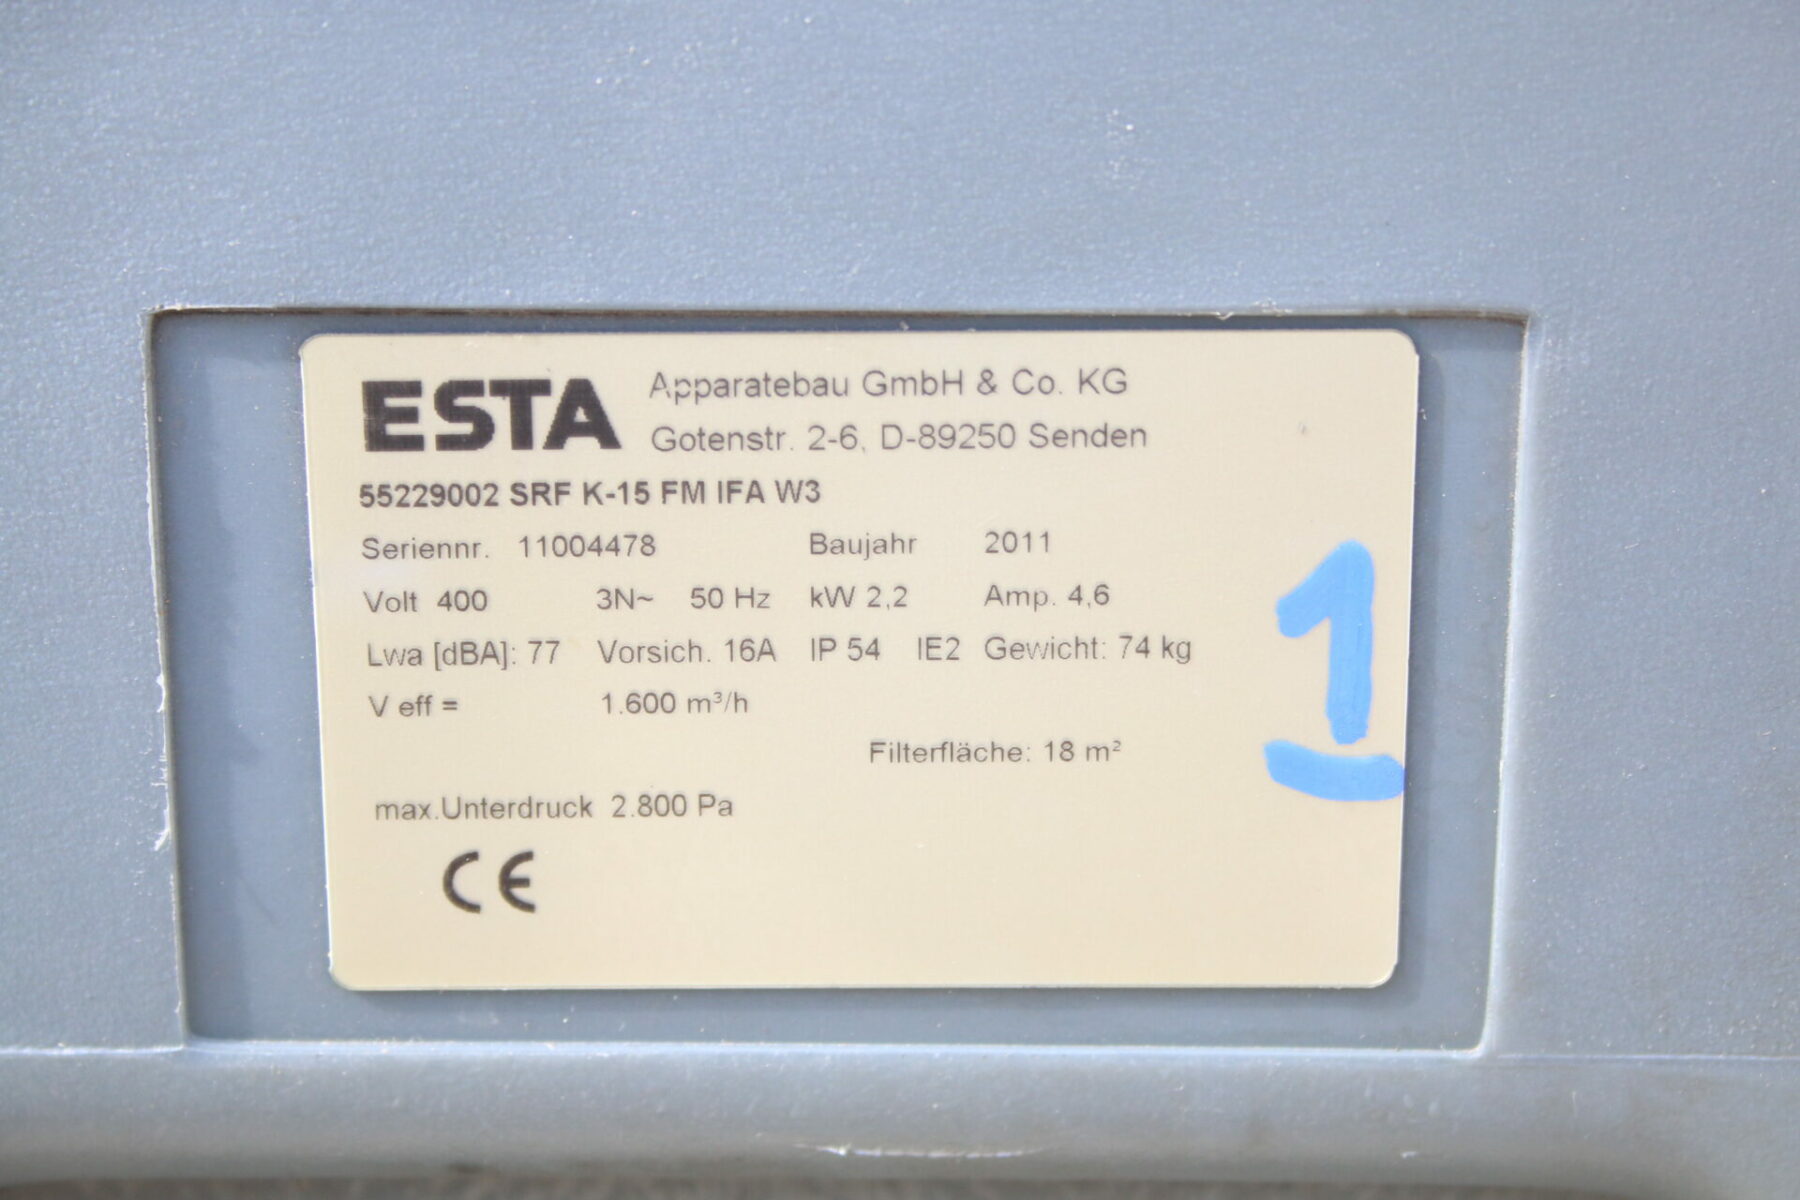 ESTA Apparatebau GmbH & Co. KG
Gotenstr. 2-6, D-89250 Senden
55229002 SRF K-15 FM IFA W3
Seriennr. 11004478 Baujahr 2011
Volt 400 3N~ 50 Hz kW 2,2 Amp. 4,6
Lwa [dBA]: 77 Vorsich. 16A IP 54 IE2 Gewicht: 74 kg
V eff = 1.600 m³/h
Filterfläche: 18 m²
max.Unterdruck 2.800 Pa
CE
1